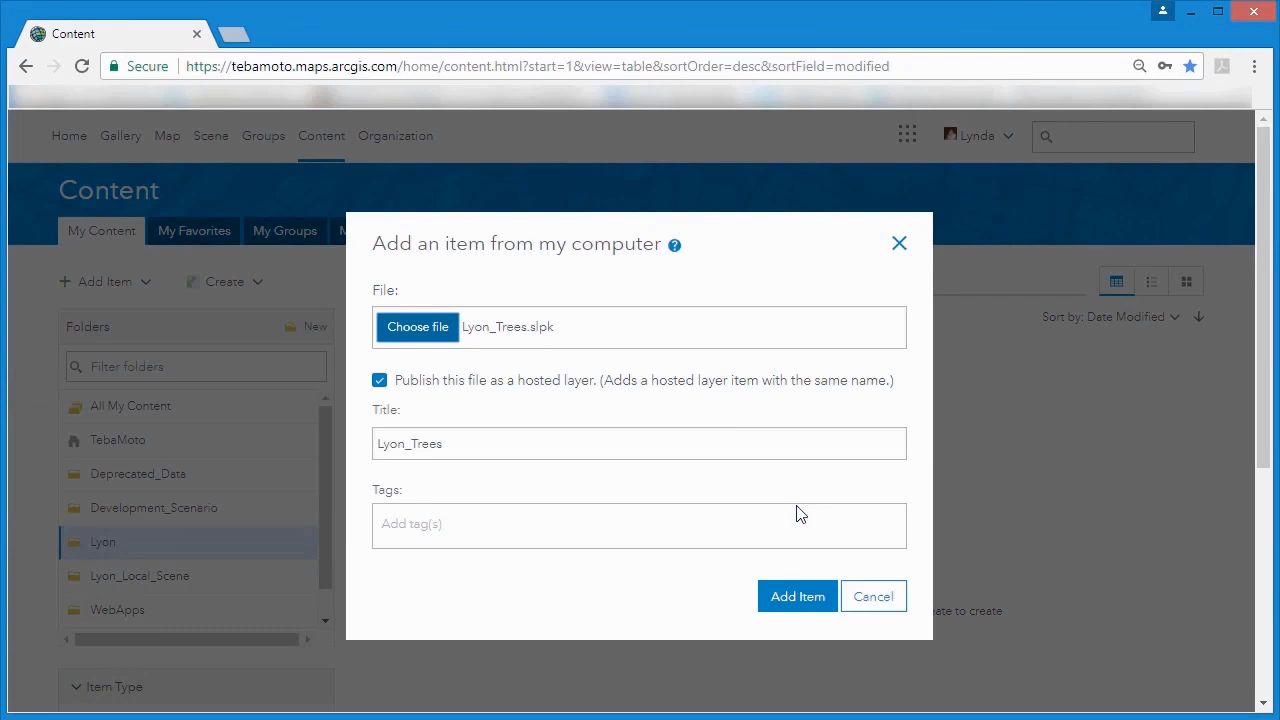 Content
Secure https://tebamoto.maps.arcgis.com/home/content.html?start=1&view=table&sortOrder=desc&sortField=modified
Home Gallery Map Scene Groups Content Organization Lynda
Content
My Content My Favorites My Groups M
Add Item Create
Add an item from my computer ?
File:
Choose file Lyon_Trees.slpk
Publish this file as a hosted layer. (Adds a hosted layer item with the same name.)
Title:
Lyon_Trees
Tags:
Add tag(s)
Add Item Cancel
Folders New
Filter folders
All My Content
TebaMoto
Deprecated_Data
Development_Scenario
Lyon
Lyon_Local_Scene
WebApps
Item Type
Sort by: Date Modified
eate to create